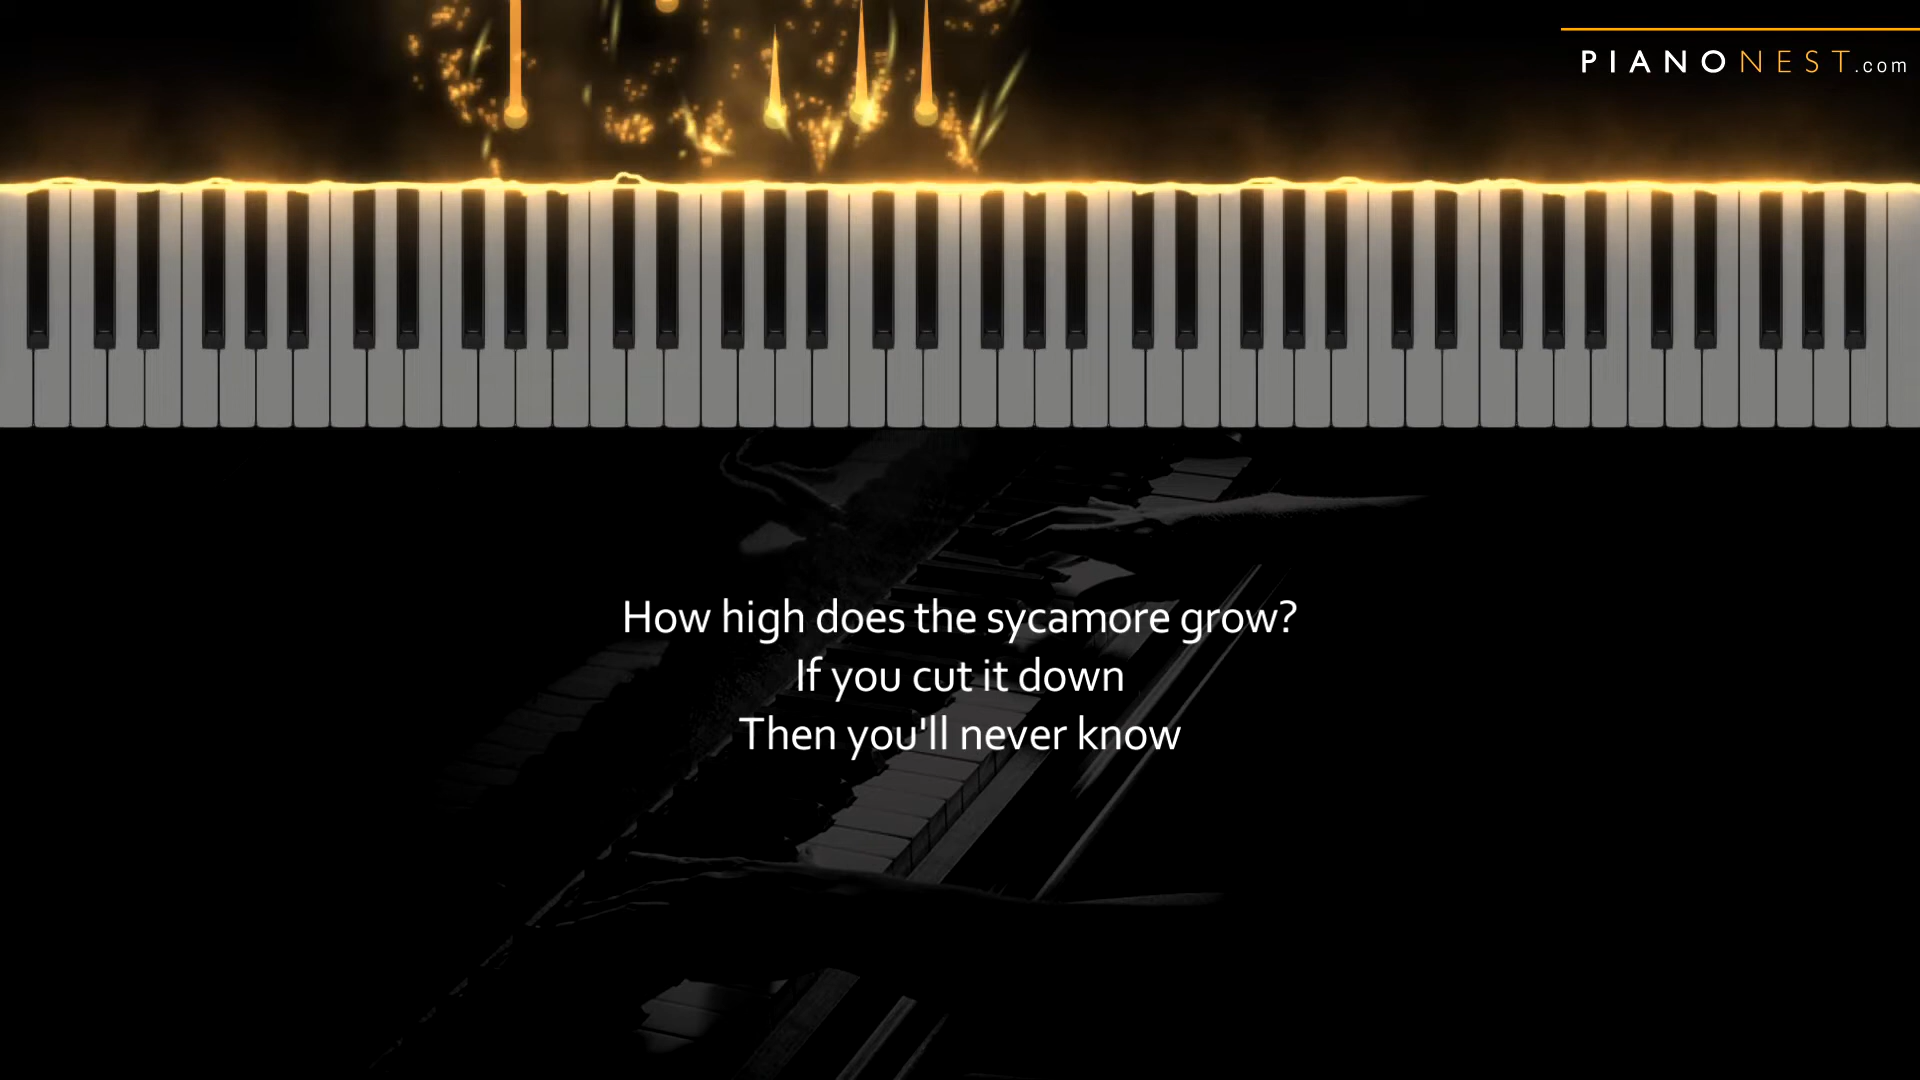 PIANONEST.com
How high does the sycamore grow?
If you cut it down
Then you'll never know